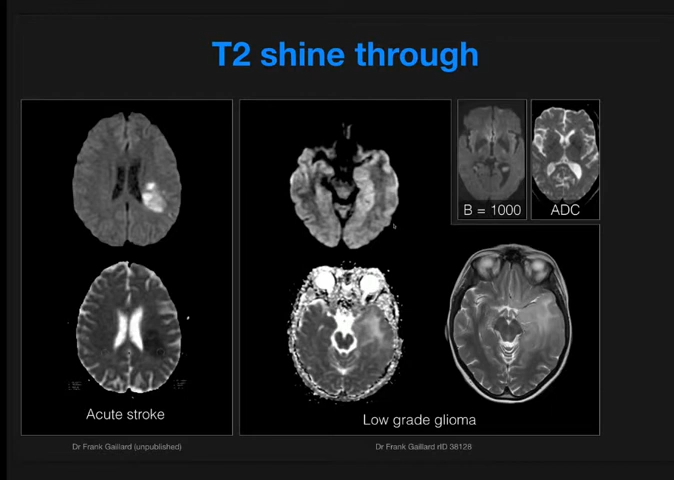 T2 shine through
B = 1000
ADC
Acute stroke
Low grade glioma
Dr Frank Gaillard (unpublished)
Dr Frank Gaillard rID 38128